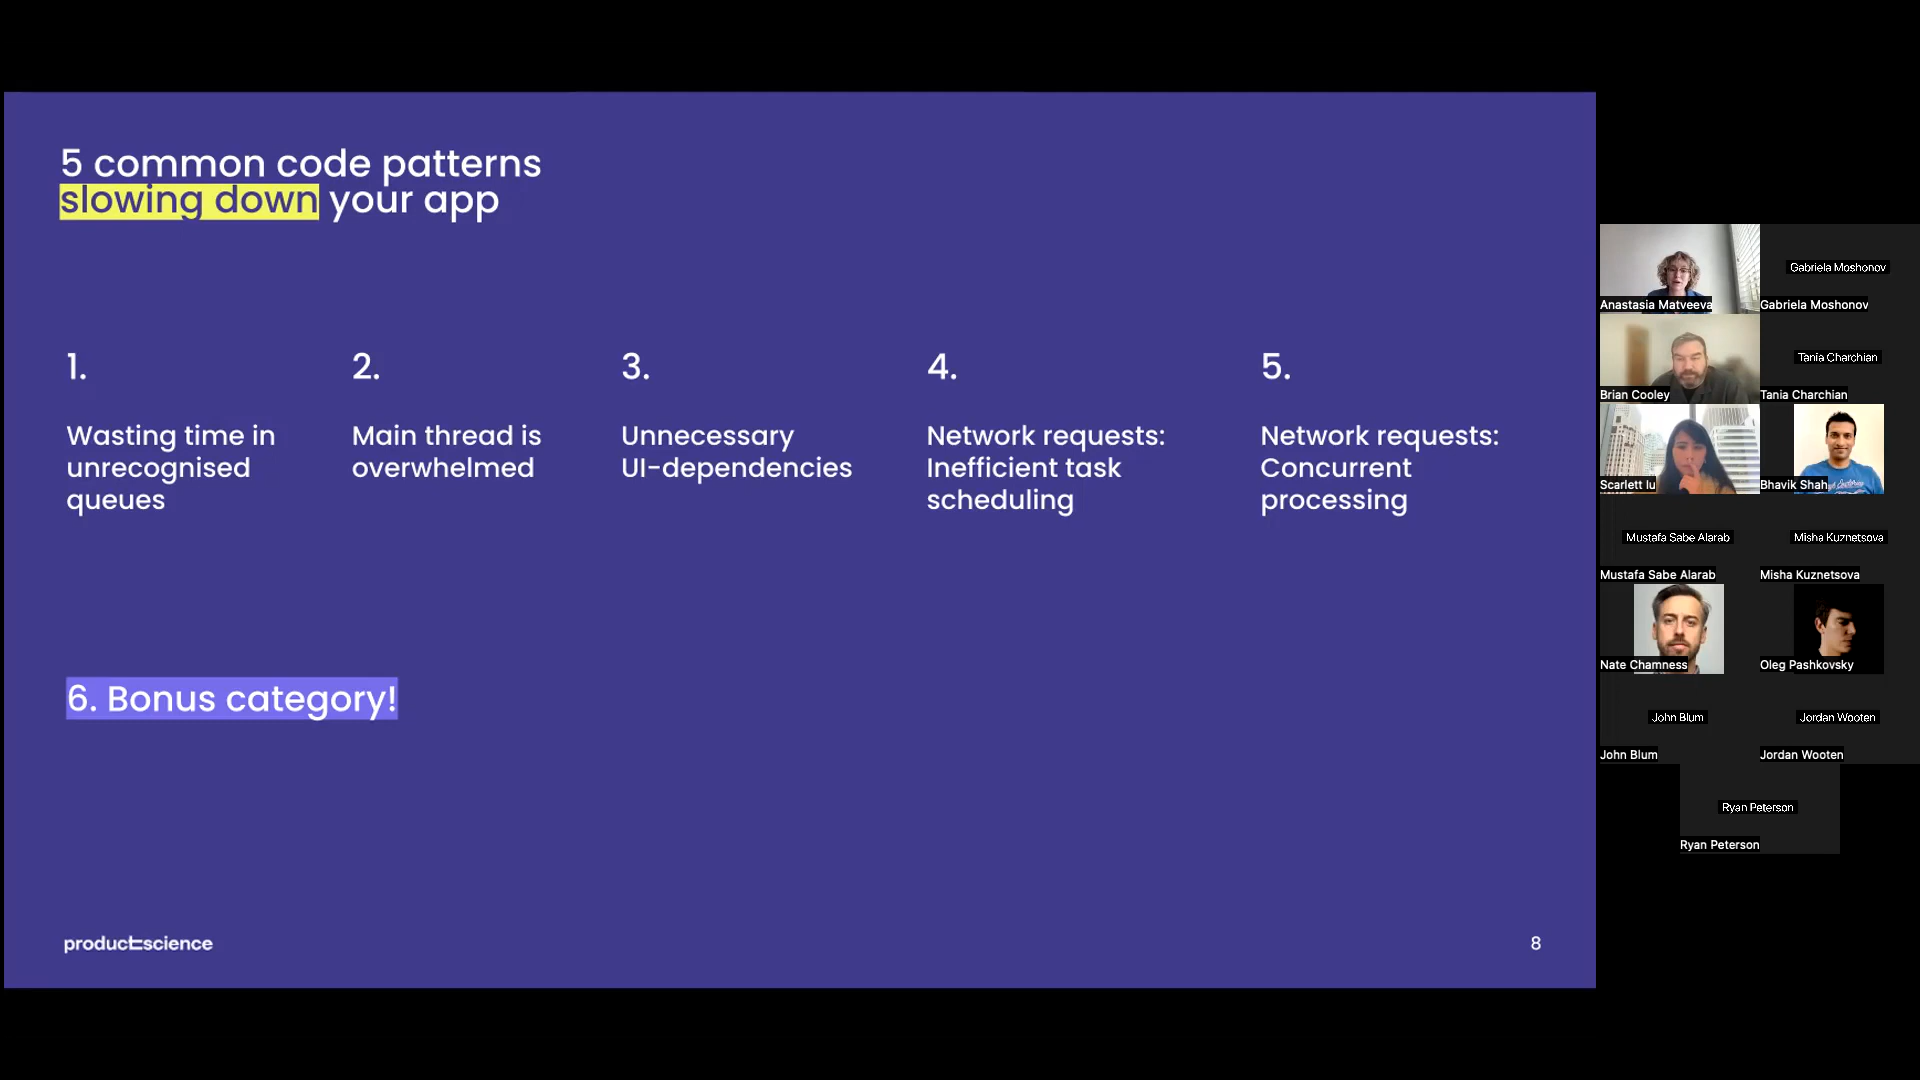 5 common code patterns
slowing down your app
1.
Wasting time in
unrecognised
queues
2.
Main thread is
overwhelmed
3.
Unnecessary
UI-dependencies
4.
Network requests:
Inefficient task
scheduling
5.
Network requests:
Concurrent
processing
6. Bonus category!
productscience
8
Anastasia Matveeva
Gabriela Moshonov
Gabriela Moshonov
Brian Cooley
Tania Charchian
Tania Charchian
Scarlett lu
Bhavik Shah
Mustafa Sabe Alarab
Mustafa Sabe Alarab
Misha Kuznetsova
Misha Kuznetsova
Nate Chamness
Oleg Pashkovsky
John Blum
John Blum
Jordan Wooten
Jordan Wooten
Ryan Peterson
Ryan Peterson